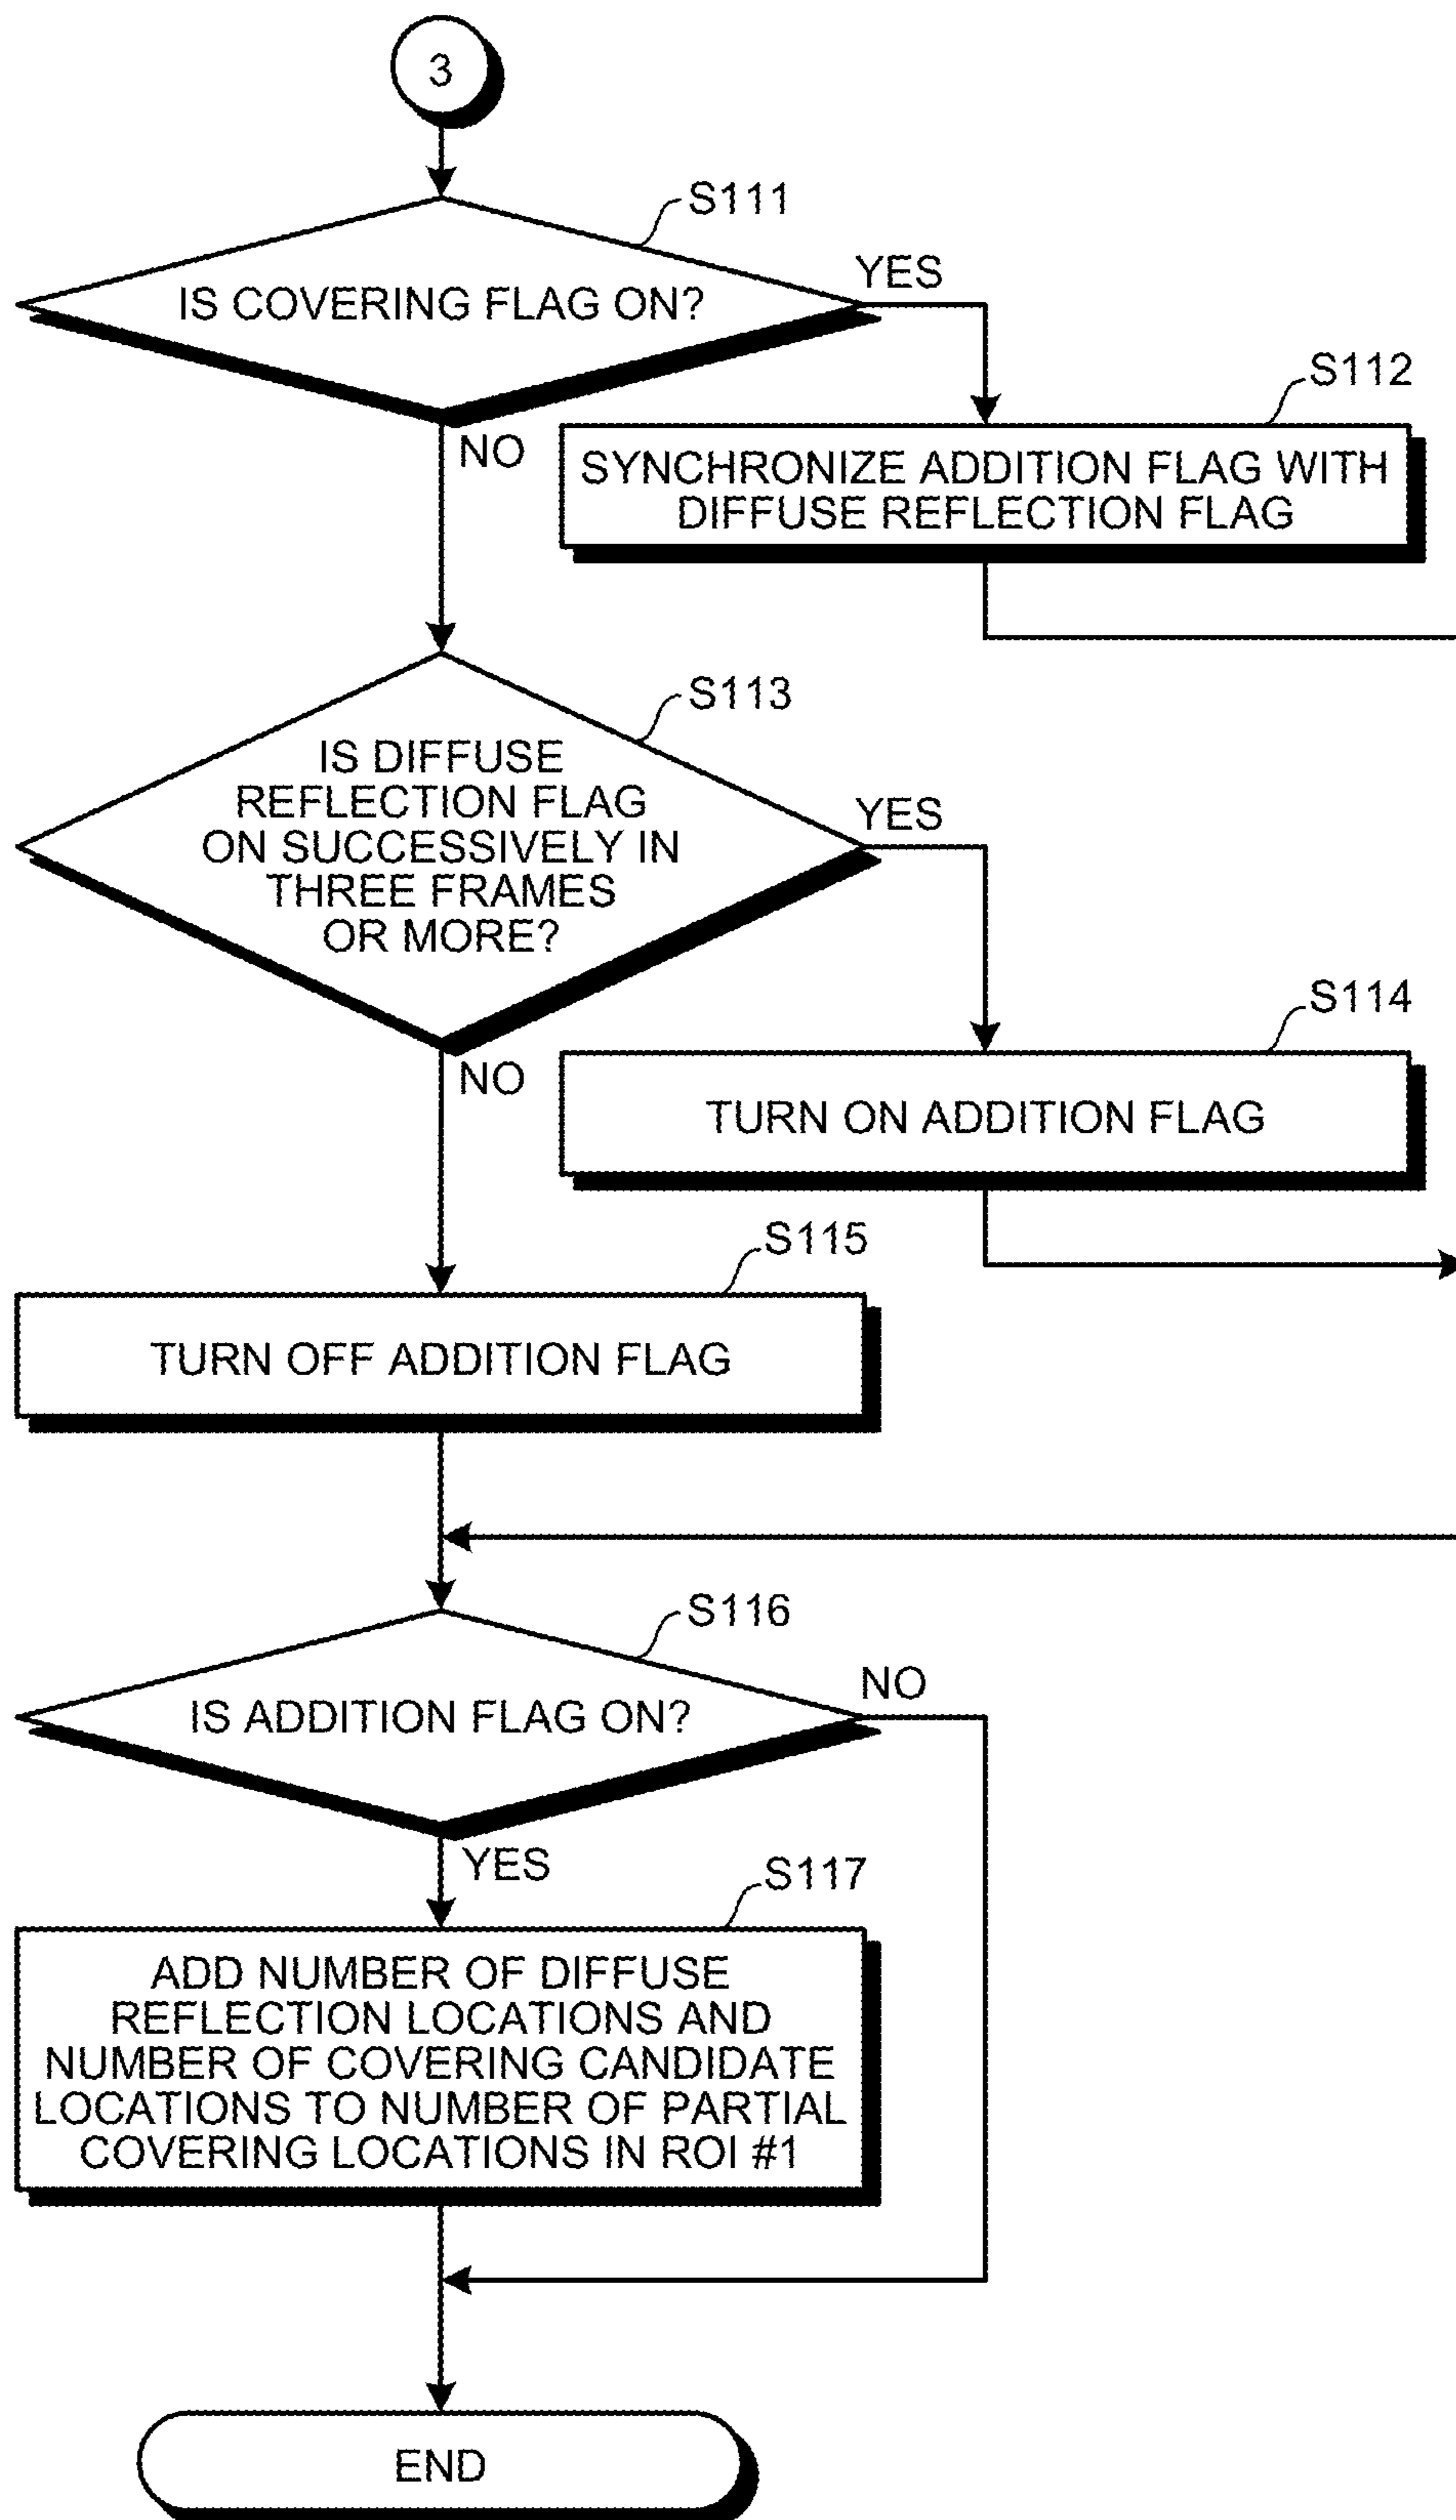 3
S111
IS COVERING FLAG ON?
YES
NO
S112
SYNCHRONIZE ADDITION FLAG WITH
DIFFUSE REFLECTION FLAG
S113
IS DIFFUSE
REFLECTION FLAG
ON SUCCESSIVELY IN
THREE FRAMES
OR MORE?
YES
NO
S114
TURN ON ADDITION FLAG
S115
TURN OFF ADDITION FLAG
S116
IS ADDITION FLAG ON?
NO
YES
S117
ADD NUMBER OF DIFFUSE
REFLECTION LOCATIONS AND
NUMBER OF COVERING CANDIDATE
LOCATIONS TO NUMBER OF PARTIAL
COVERING LOCATIONS IN ROI #1
END